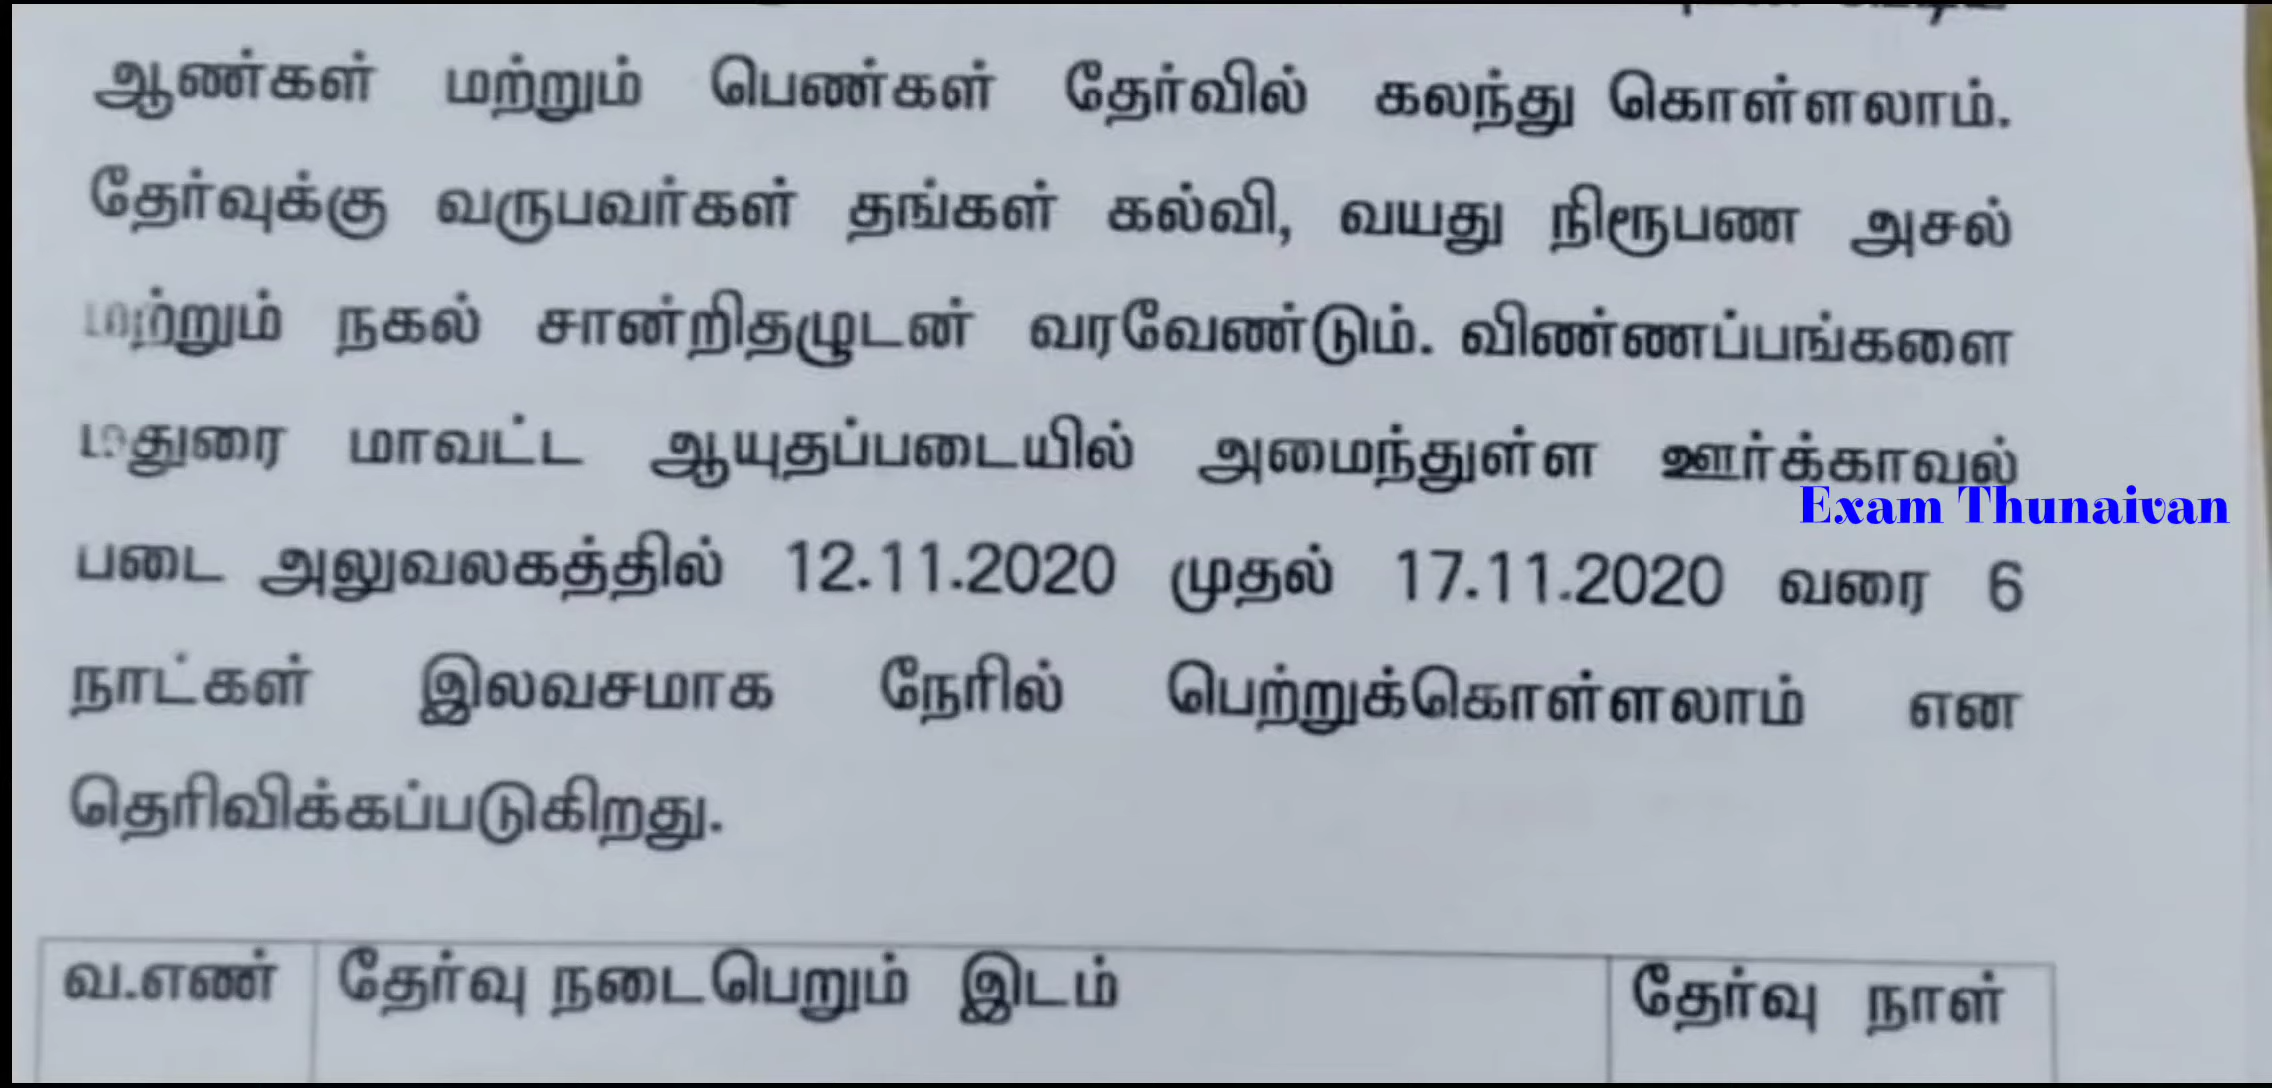 ஆண்கள் மற்றும் பெண்கள் தேர்வில் கலந்து கொள்ளலாம்.
தேர்வுக்கு வருபவர்கள் தங்கள் கல்வி, வயது நிரூபண அசல்
மற்றும் நகல் சான்றிதழுடன் வரவேண்டும். விண்ணப்பங்களை
மதுரை மாவட்ட ஆயுதப்படையில் அமைந்துள்ள ஊர்க்காவல்
Exam Thunaivan
படை அலுவலகத்தில் 12.11.2020 முதல் 17.11.2020 வரை 6
நாட்கள் இலவசமாக நேரில் பெற்றுக்கொள்ளலாம் என
தெரிவிக்கப்படுகிறது.
வ.எண் தேர்வு நடைபெறும் இடம் தேர்வு நாள்